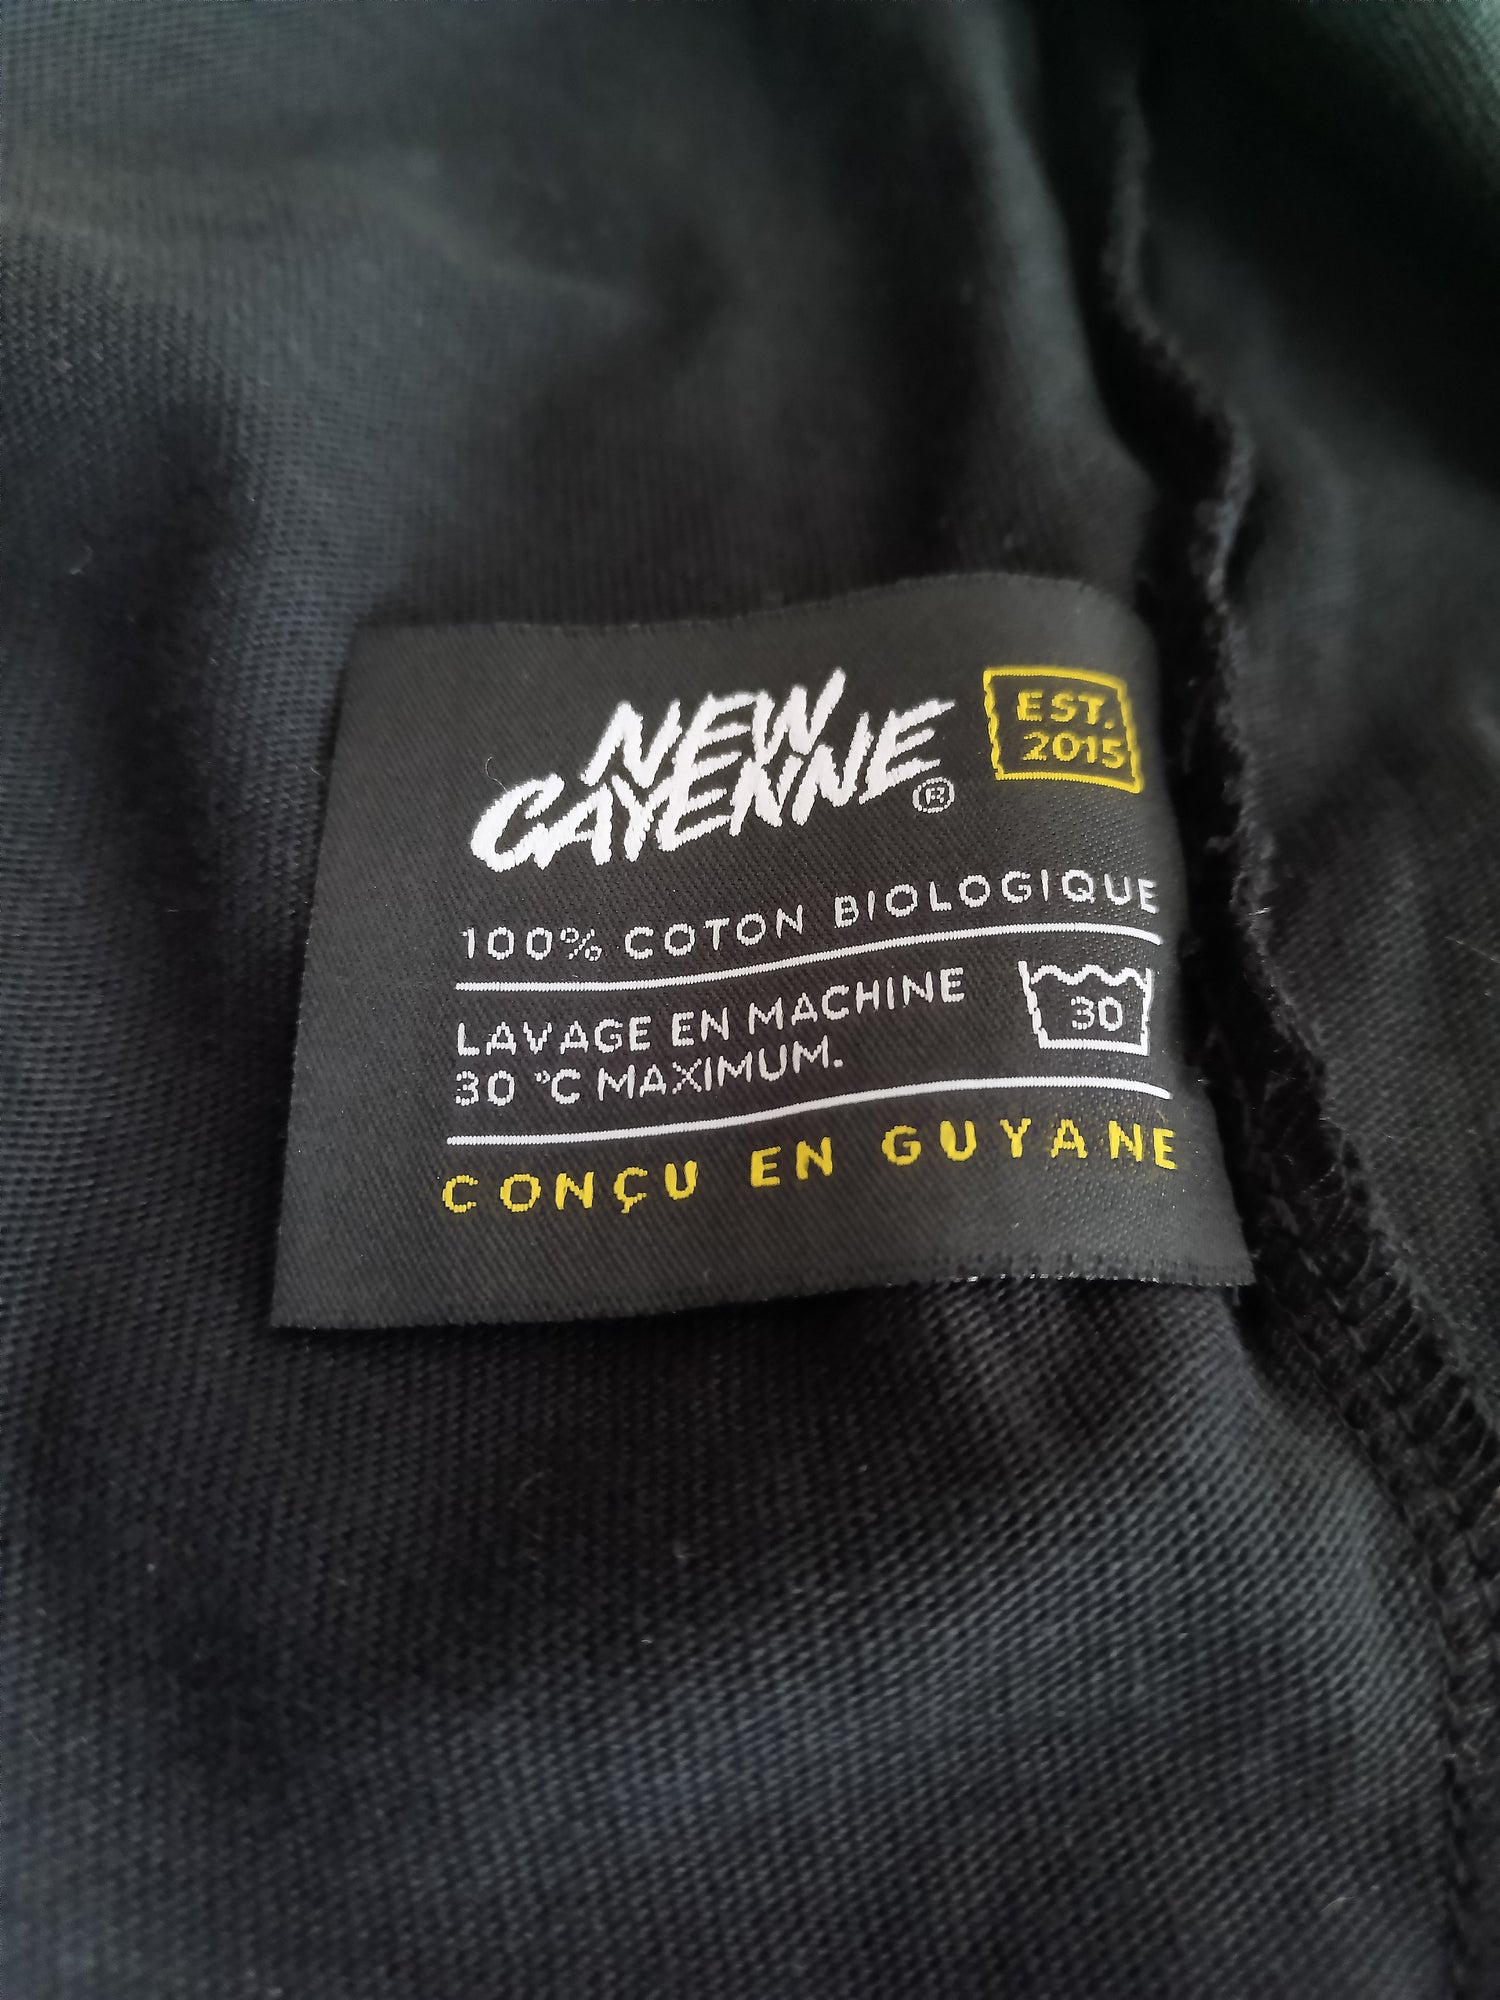 NEW
CAYENNE ®
EST.
2015
100% COTON BIOLOGIQUE
LAVAGE EN MACHINE
30 °C MAXIMUM.
30
CONÇU EN GUYANE